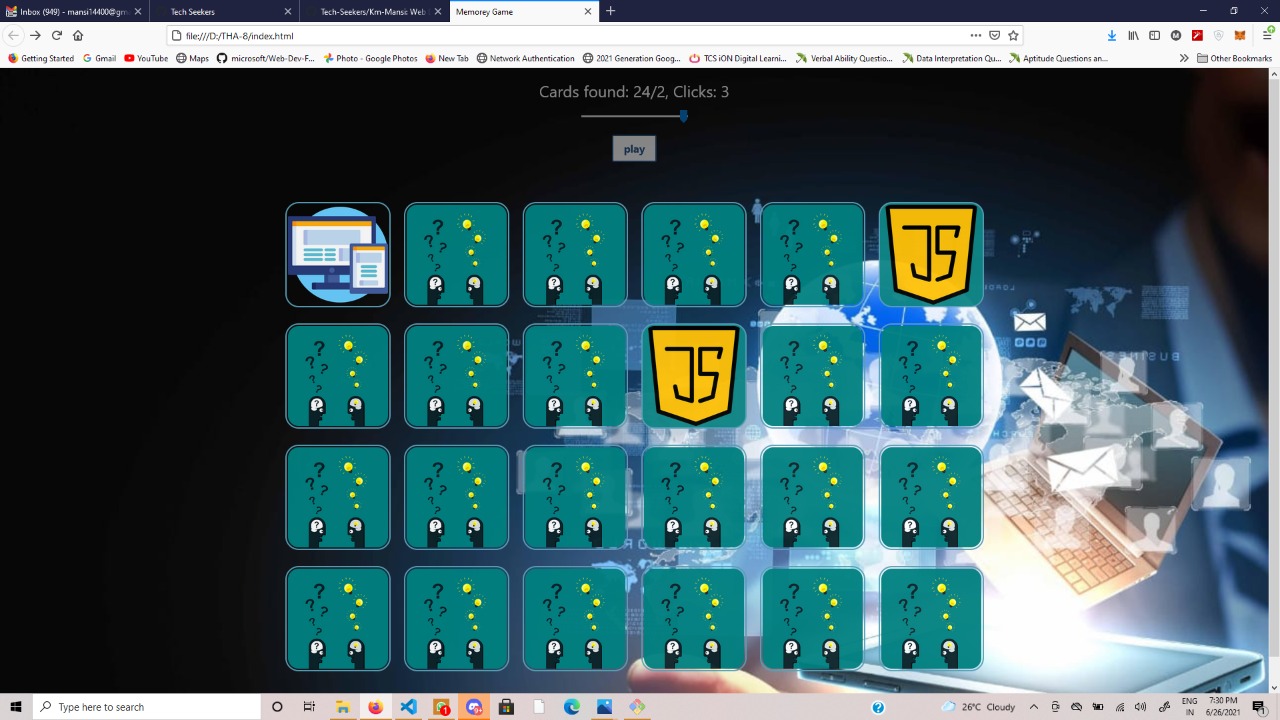 Inbox (949) - mansi14400@gm
Tech Seekers
Tech-Seekers/Km-Mansi: Web
Memorey Game
file:///D:/THA-8/index.html
Getting Started
Gmail
YouTube
Maps
microsoft/Web-Dev-F...
Photo - Google Photos
New Tab
Network Authentication
2021 Generation Goog...
TCS iON Digital Learni...
Verbal Ability Questio...
Data Interpretation Qu...
Aptitude Questions an...
Other Bookmarks
Cards found: 24/2, Clicks: 3
play
JS
JS
Type here to search
26°C Cloudy
ENG
IN
7:30 PM
6/26/2021